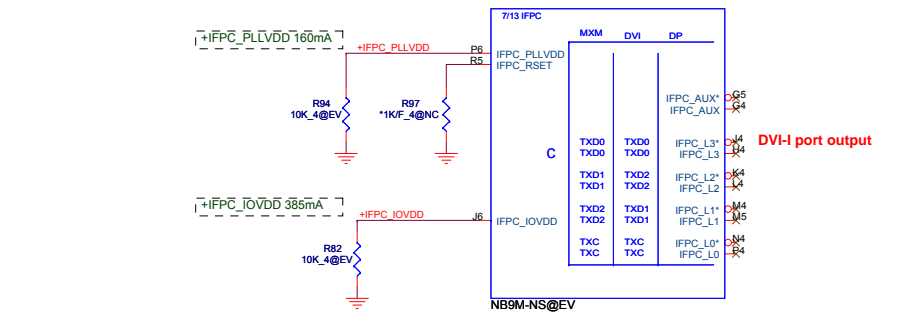 7/13 IFPC
MXM DVI DP
+IFPC_PLLVDD 160mA
+IFPC_PLLVDD
P6
IFPC_PLLVDD
R5
IFPC_RSET
R94
10K_4@EV
R97
*1K/F_4@NC
IFPC_AUX* G5
IFPC_AUX G4
C
TXD0 TXD0 IFPC_L3* J4
TXD0 TXD0 IFPC_L3 H4
DVI-I port output
TXD1 TXD2 IFPC_L2* K4
TXD1 TXD2 IFPC_L2 L4
+IFPC_IOVDD 385mA
+IFPC_IOVDD
J6
IFPC_IOVDD
TXD2 TXD1 IFPC_L1* M4
TXD2 TXD1 IFPC_L1 M5
TXC TXC IFPC_L0* N4
TXC TXC IFPC_L0 P4
R82
10K_4@EV
NB9M-NS@EV